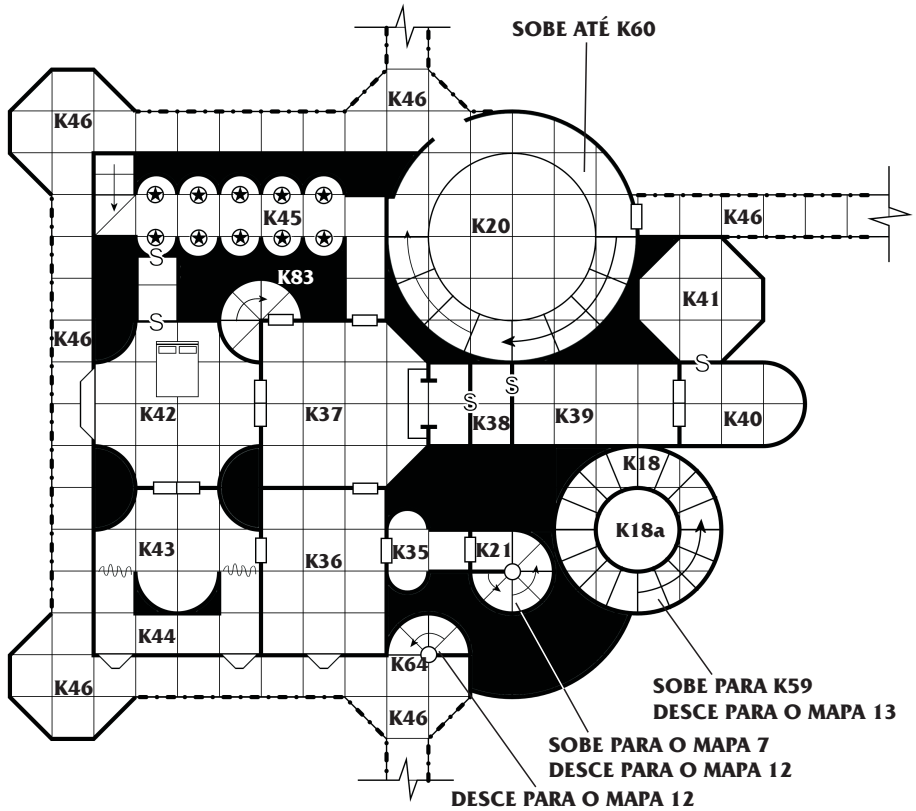 SOBE ATÉ K60
K46
K46
K45
K20
K46
K83
K41
K46
K42
K37
K38
K39
K40
K18
K43
K36
K35
K21
K18a
K44
K64
K46
K46
S
S
S
S
S
SOBE PARA K59
DESCE PARA O MAPA 13
SOBE PARA O MAPA 7
DESCE PARA O MAPA 12
DESCE PARA O MAPA 12